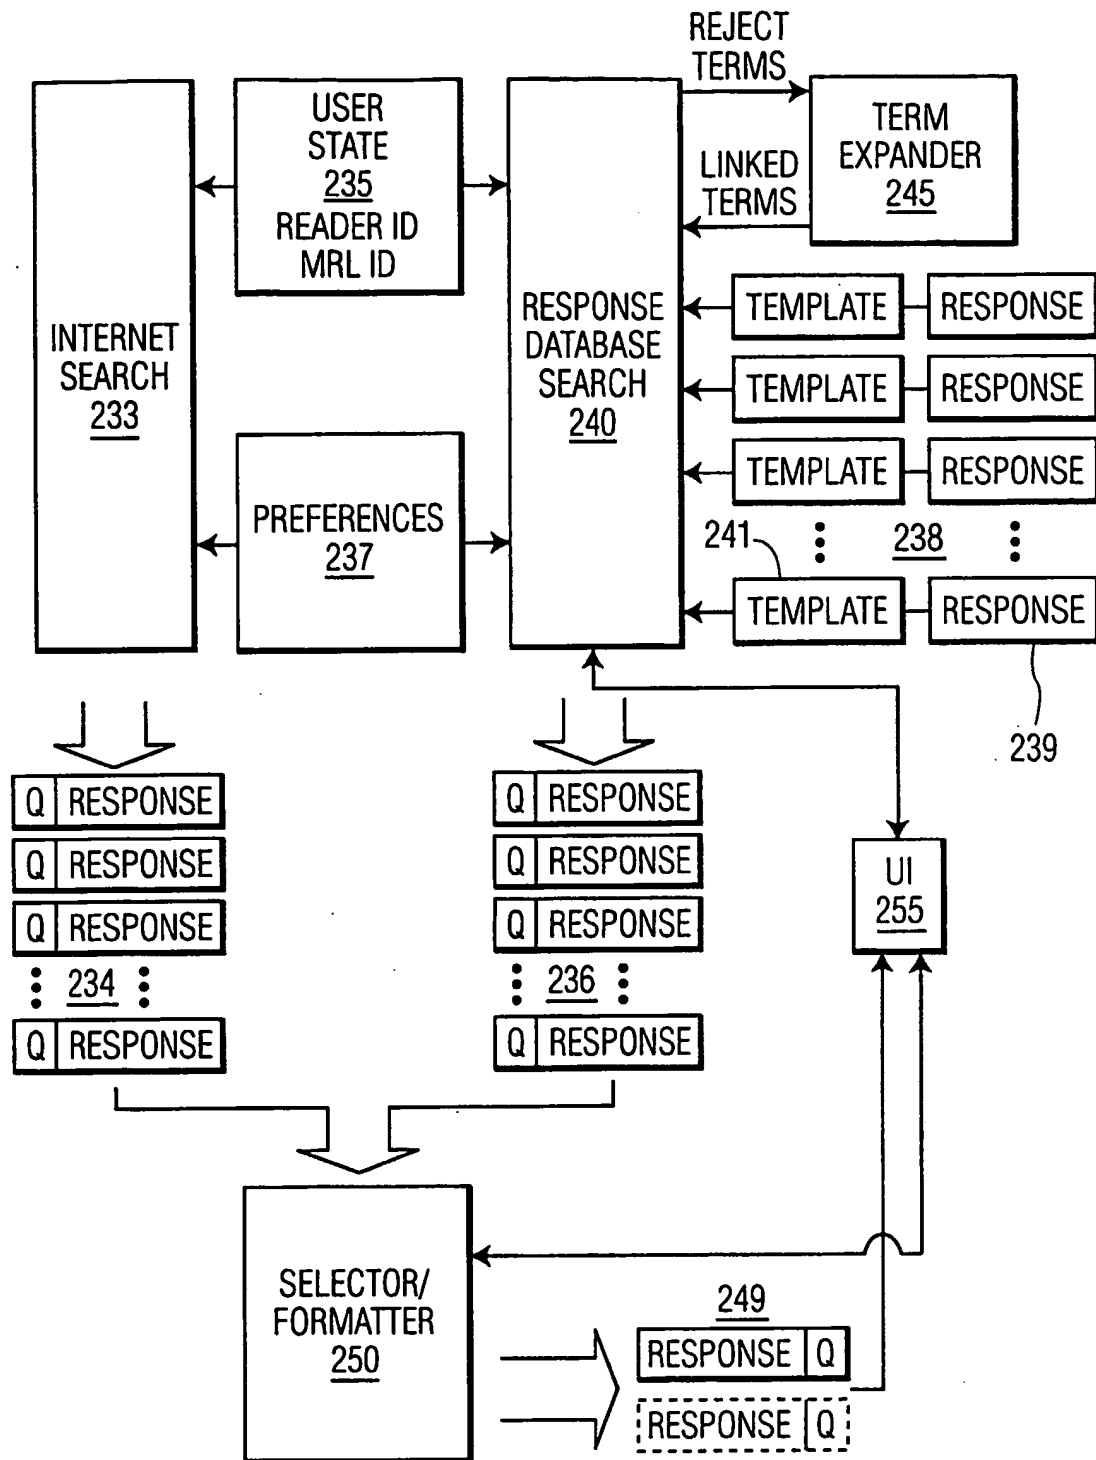 REJECT
TERMS
USER
STATE
235
READER ID
MRL ID
TERM
EXPANDER
245
LINKED
TERMS
INTERNET
SEARCH
233
RESPONSE
DATABASE
SEARCH
240
TEMPLATE RESPONSE
TEMPLATE RESPONSE
TEMPLATE RESPONSE
PREFERENCES
237
241
238
TEMPLATE RESPONSE
239
Q RESPONSE
Q RESPONSE
Q RESPONSE
234
Q RESPONSE
Q RESPONSE
Q RESPONSE
Q RESPONSE
236
Q RESPONSE
UI
255
SELECTOR/
FORMATTER
250
249
RESPONSE Q
RESPONSE Q